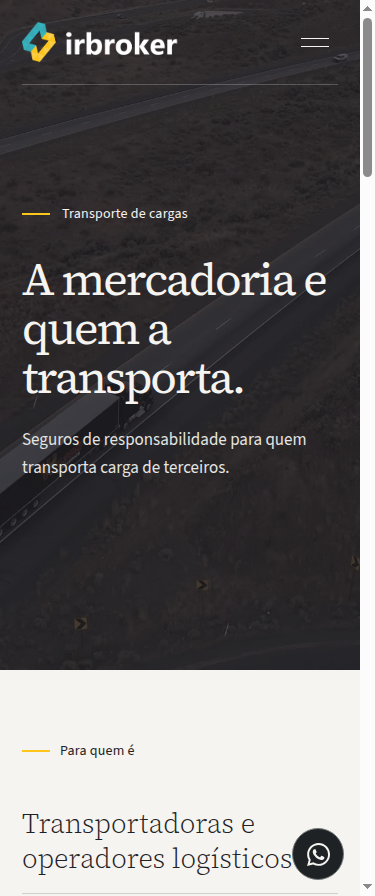 irbroker
Transporte de cargas
A mercadoria e
quem a
transporta.
Seguros de responsabilidade para quem
transporta carga de terceiros.
Para quem é
Transportadoras e
operadores logísticos